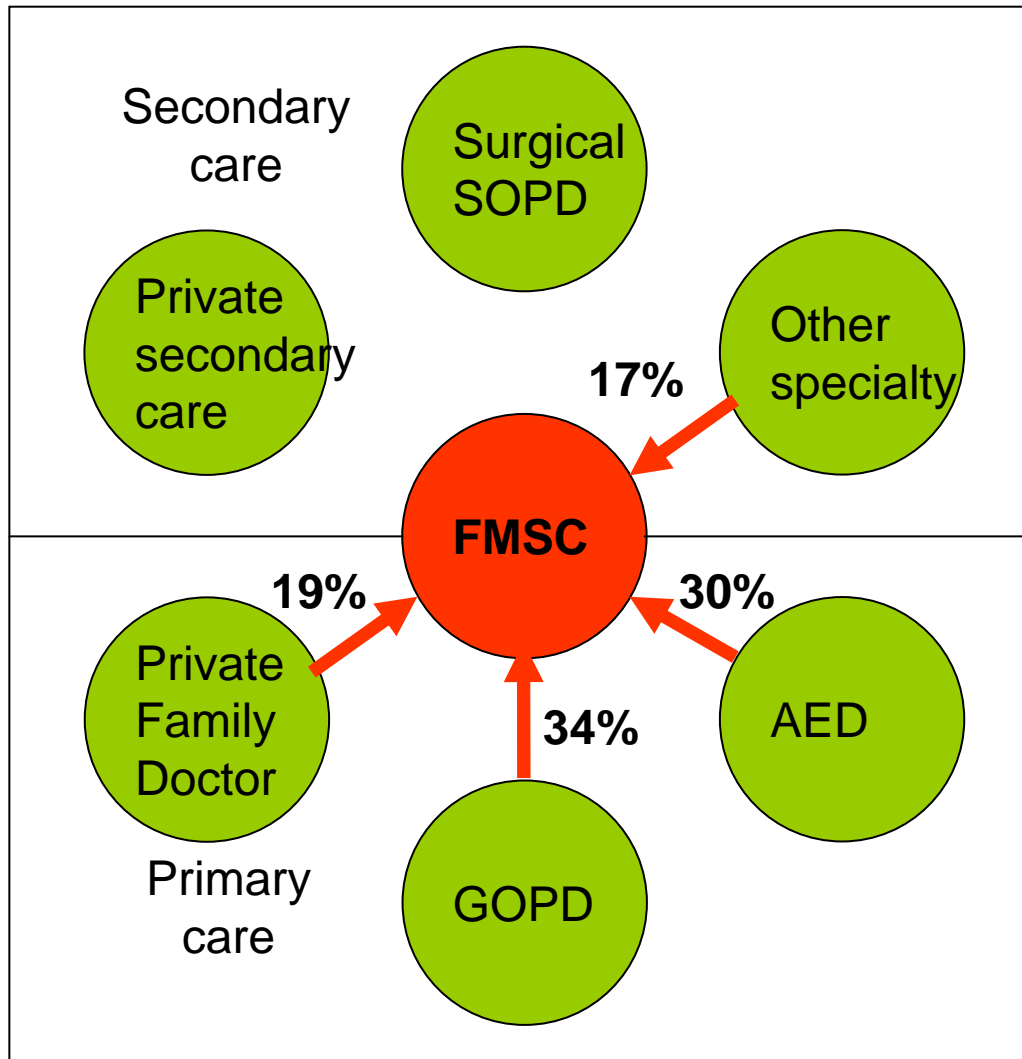 Secondary
care
Surgical
SOPD
Private
secondary
care
Other
specialty
17%
FMSC
19%
30%
Private
Family
Doctor
34%
AED
Primary
care
GOPD